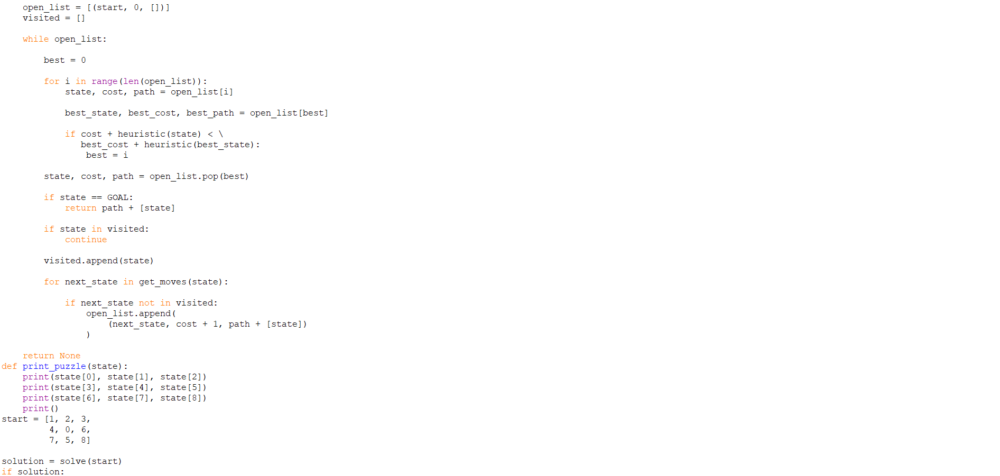 open_list = [(start, 0, [])]
visited = []
while open_list:
best = 0
for i in range(len(open_list)):
state, cost, path = open_list[i]
best_state, best_cost, best_path = open_list[best]
if cost + heuristic(state) < \
best_cost + heuristic(best_state):
best = i
state, cost, path = open_list.pop(best)
if state == GOAL:
return path + [state]
if state in visited:
continue
visited.append(state)
for next_state in get_moves(state):
if next_state not in visited:
open_list.append(
(next_state, cost + 1, path + [state])
)
return None
def print_puzzle(state):
print(state[0], state[1], state[2])
print(state[3], state[4], state[5])
print(state[6], state[7], state[8])
print()
start = [1, 2, 3,
4, 0, 6,
7, 5, 8]
solution = solve(start)
if solution: